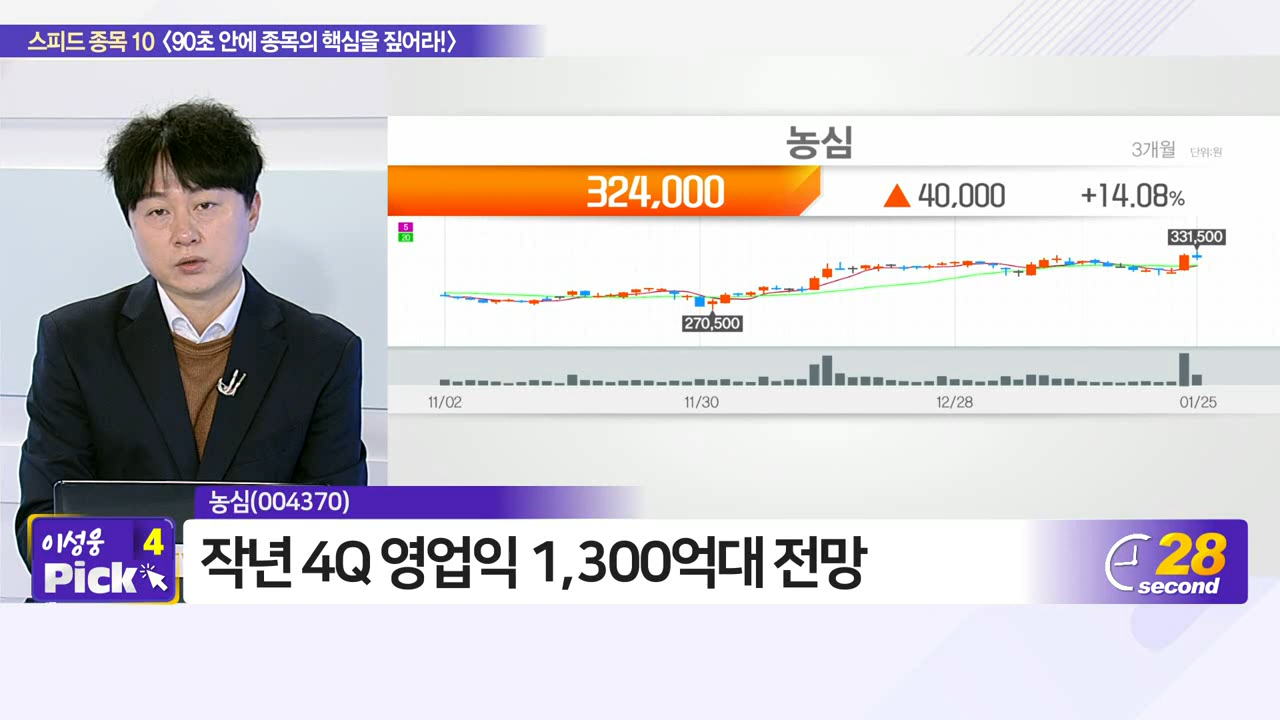 스피드 종목 10 〈90초 안에 종목의 핵심을 짚어라!〉
농심
3개월 단위:원
324,000 ▲ 40,000 +14.08%
5
20
331,500
270,500
11/02 11/30 12/28 01/25
농심(004370)
이성웅 4
Pick
작년 4Q 영업익 1,300억대 전망
28
second